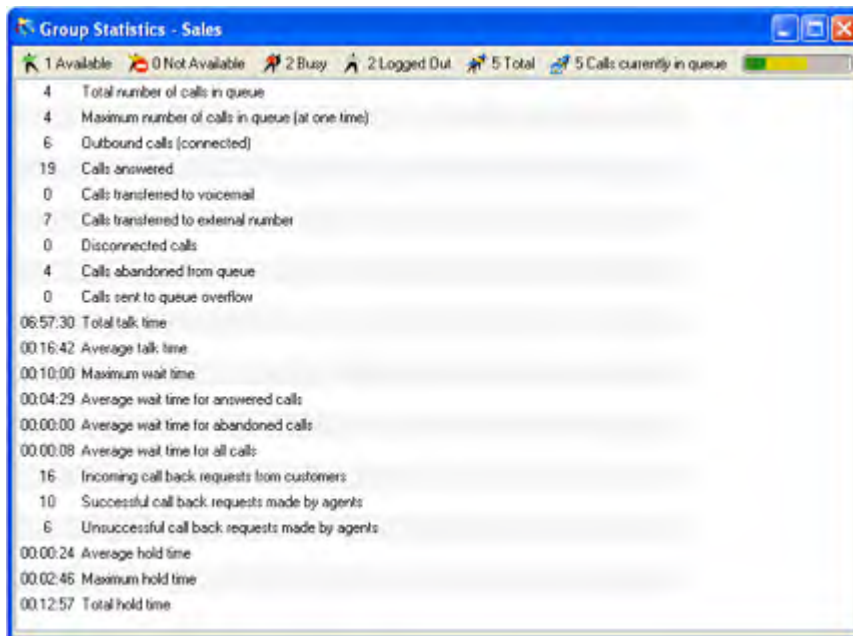 Group Statistics - Sales
1 Available 0 Not Available 2 Busy 2 Logged Out 5 Total 5 Calls currently in queue
4 Total number of calls in queue
4 Maximum number of calls in queue (at one time)
6 Outbound calls (connected)
19 Calls answered
0 Calls transferred to voicemail
7 Calls transferred to external number
0 Disconnected calls
4 Calls abandoned from queue
0 Calls sent to queue overflow
06:57:30 Total talk time
00:16:42 Average talk time
00:10:00 Maximum wait time
00:04:29 Average wait time for answered calls
00:00:00 Average wait time for abandoned calls
00:00:08 Average wait time for all calls
16 Incoming call back requests from customers
10 Successful call back requests made by agents
6 Unsuccessful call back requests made by agents
00:00:24 Average hold time
00:02:46 Maximum hold time
00:12:57 Total hold time